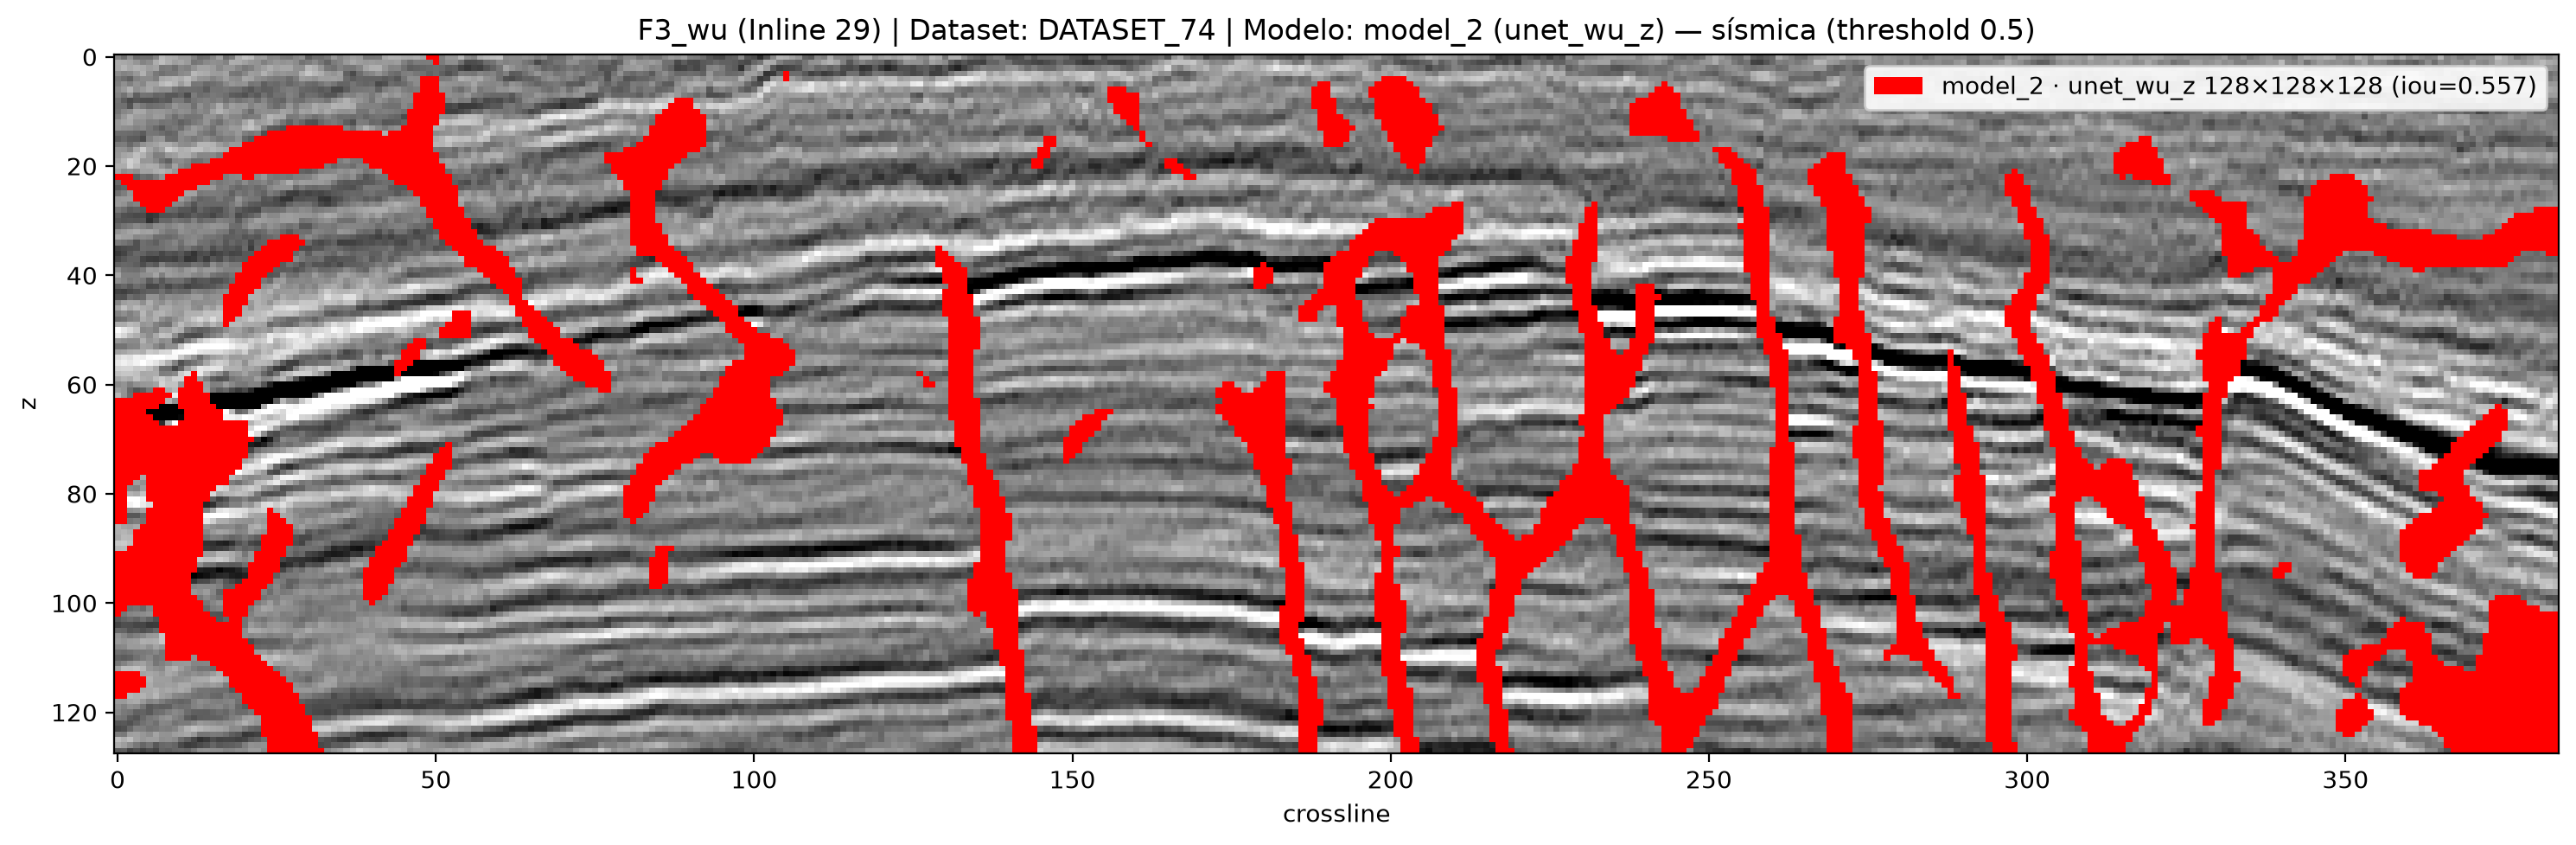 F3_wu (Inline 29) | Dataset: DATASET_74 | Modelo: model_2 (unet_wu_z) — sísmica (threshold 0.5)
model_2 · unet_wu_z 128×128×128 (iou=0.557)
0
20
40
60
80
100
120
z
0 50 100 150 200 250 300 350
crossline